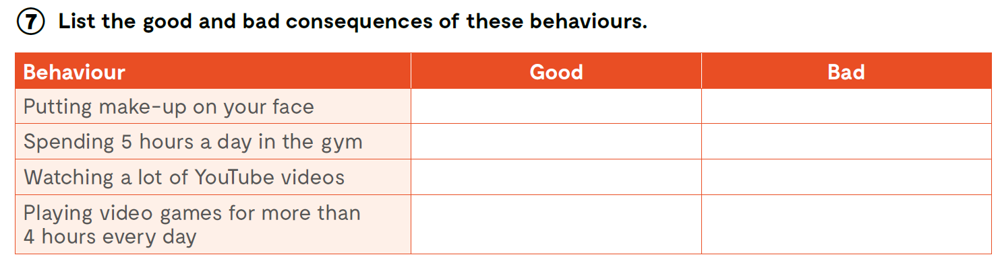 7 List the good and bad consequences of these behaviours.
Behaviour Good Bad
Putting make-up on your face
Spending 5 hours a day in the gym
Watching a lot of YouTube videos
Playing video games for more than
4 hours every day